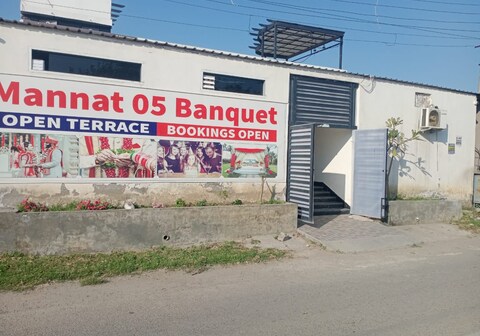 Mannat 05 Banquet
OPEN TERRACE BOOKINGS OPEN